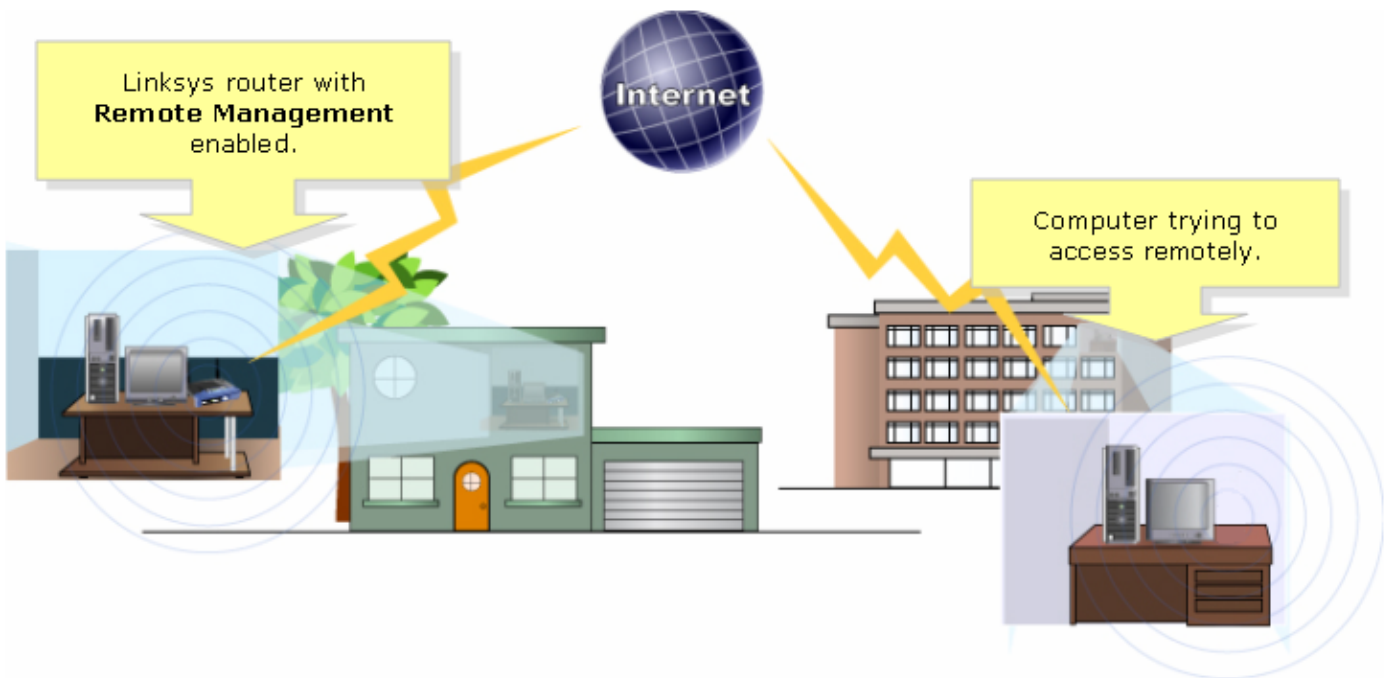 Linksys router with
Remote Management
enabled.
Internet
Computer trying to
access remotely.